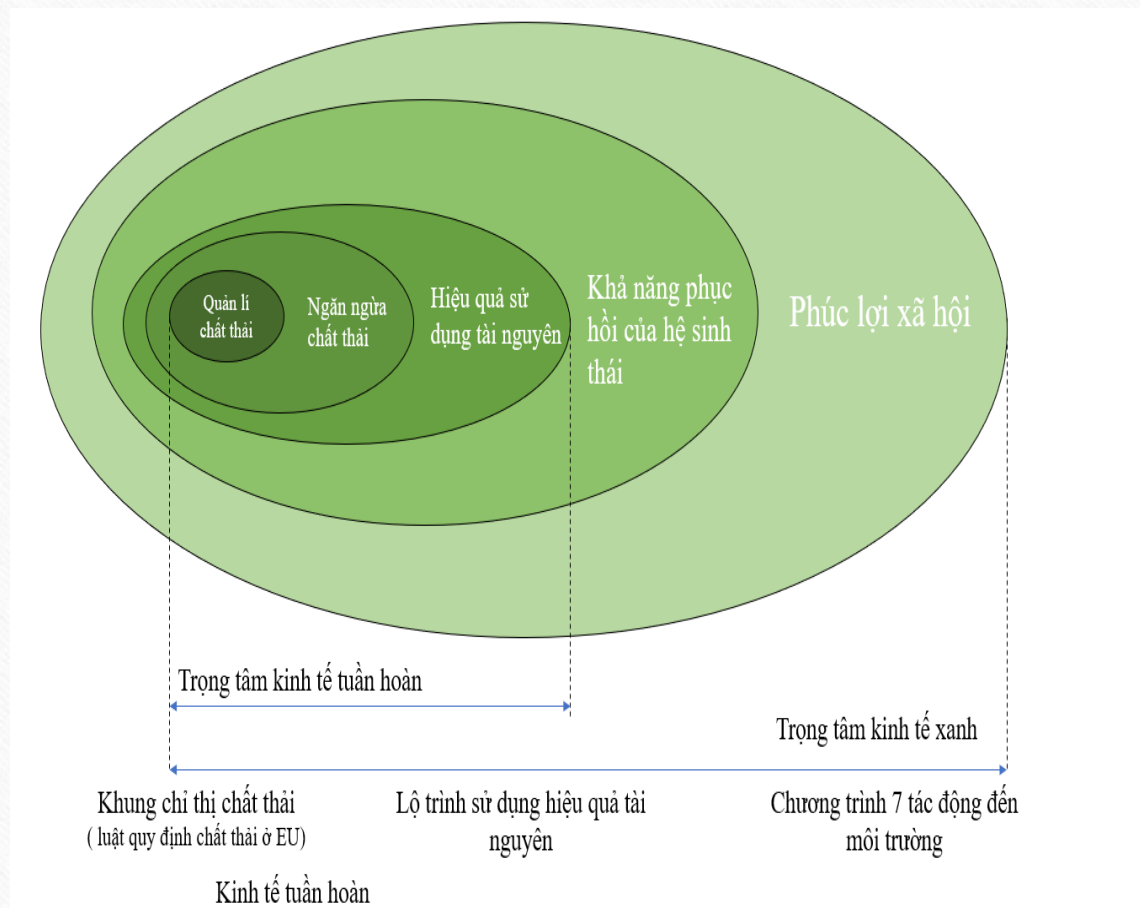 Quản lí
chất thải
Ngăn ngừa
chất thải
Hiệu quả sử
dụng tài nguyên
Khả năng phục
hồi của hệ sinh
thái
Phúc lợi xã hội
Trọng tâm kinh tế tuần hoàn
Trọng tâm kinh tế xanh
Khung chỉ thị chất thải
( luật quy định chất thải ở EU)
Lộ trình sử dụng hiệu quả tài
nguyên
Chương trình 7 tác động đến
môi trường
Kinh tế tuần hoàn